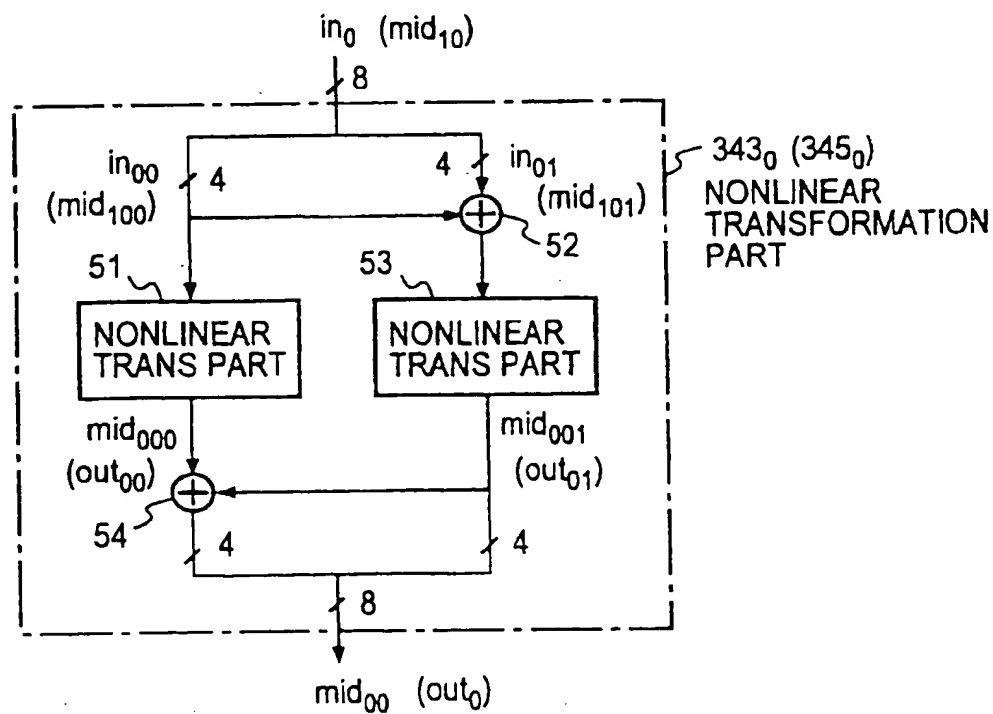 in₀ (mid₁₀)
8
in₀₀
(mid₁₀₀)
4
4
in₀₁
(mid₁₀₁)
343₀ (345₀)
NONLINEAR
TRANSFORMATION
PART
52
51
53
NONLINEAR
TRANS PART
NONLINEAR
TRANS PART
mid₀₀₀
(out₀₀)
mid₀₀₁
(out₀₁)
54
4
4
8
mid₀₀ (out₀)